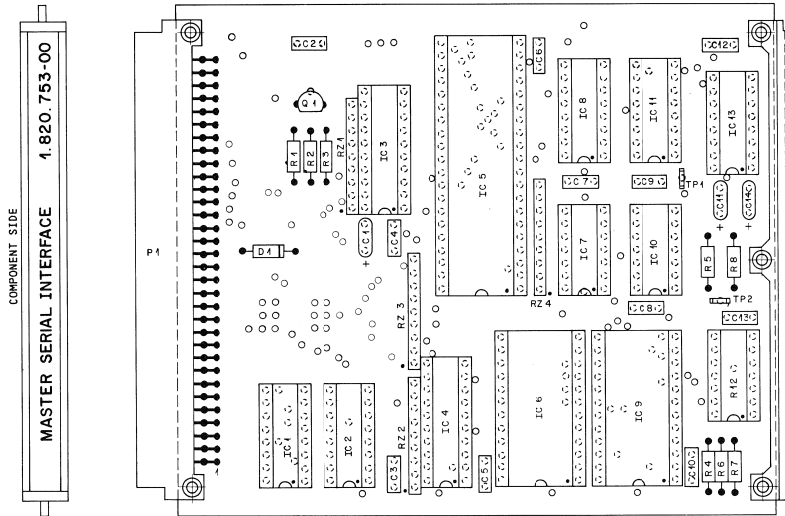 COMPONENT SIDE
MASTER SERIAL INTERFACE 1.820.753-00
P1
C2
Q1
R1
R2
R3
RZ1
IC3
D1
C1
+
C4
RZ3
IC1
IC2
C3
RZ2
IC4
C5
IC5
C6
RZ4
IC8
C7
IC7
IC6
IC11
C9
TP1
IC10
C8
IC9
C10
C12
IC13
C11
+
C14
+
R5
R8
TP2
C13
R12
R4
R6
R7